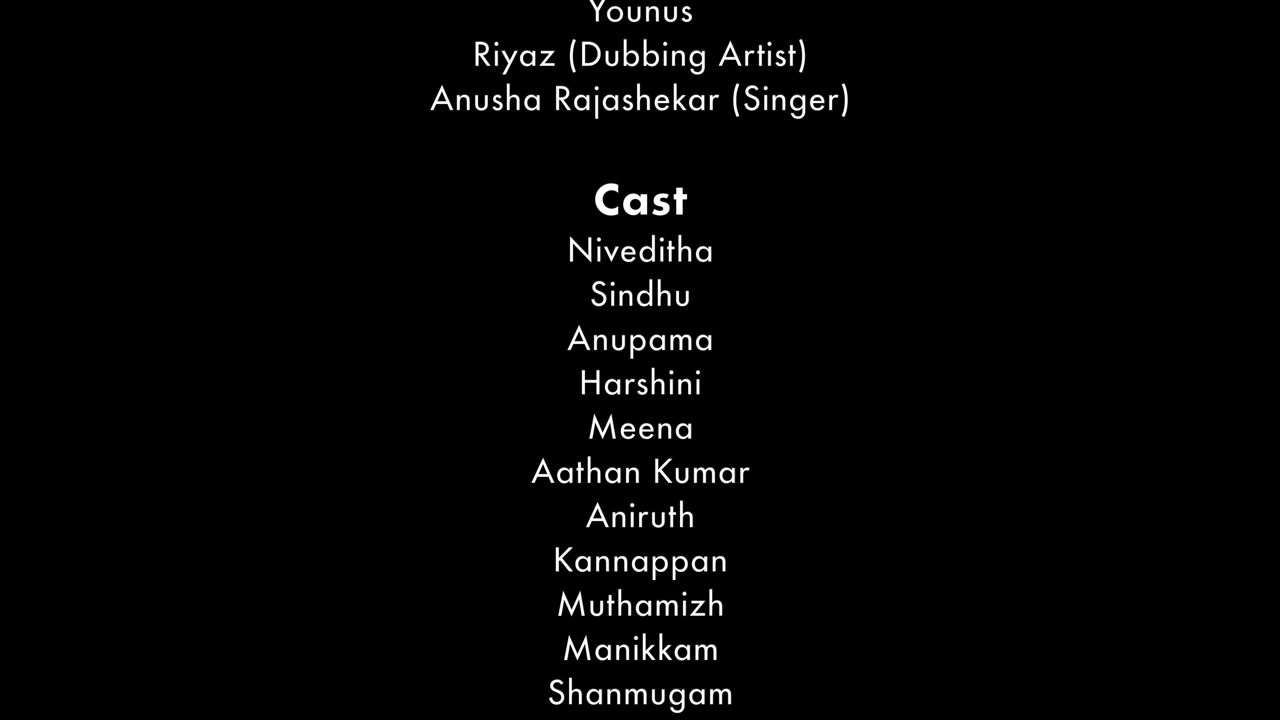 Younus
Riyaz (Dubbing Artist)
Anusha Rajashekar (Singer)
Cast
Niveditha
Sindhu
Anupama
Harshini
Meena
Aathan Kumar
Aniruth
Kannappan
Muthamizh
Manikkam
Shanmugam